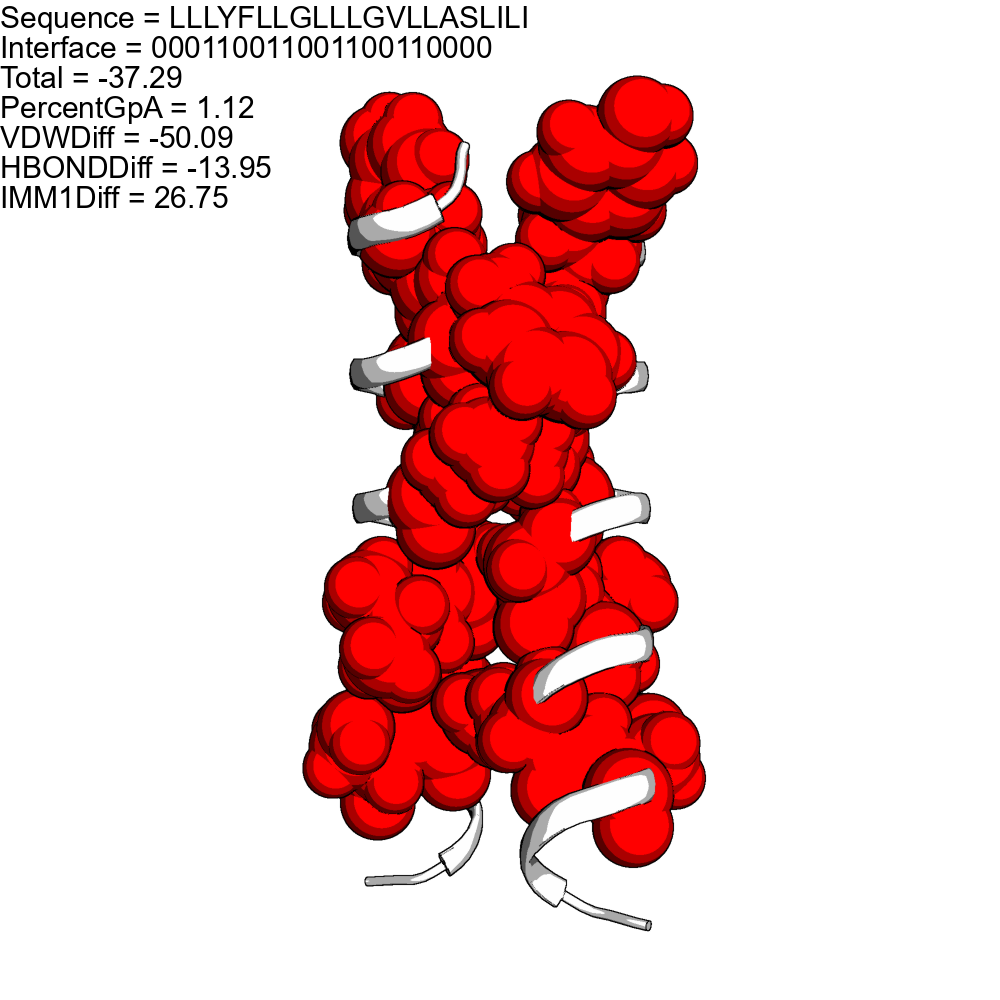 Sequence = LLLYFLLGLLLGVLLASLILI
Interface = 000110011001100110000
Total = -37.29
PercentGpA = 1.12
VDWDiff = -50.09
HBONDDiff = -13.95
IMM1Diff = 26.75